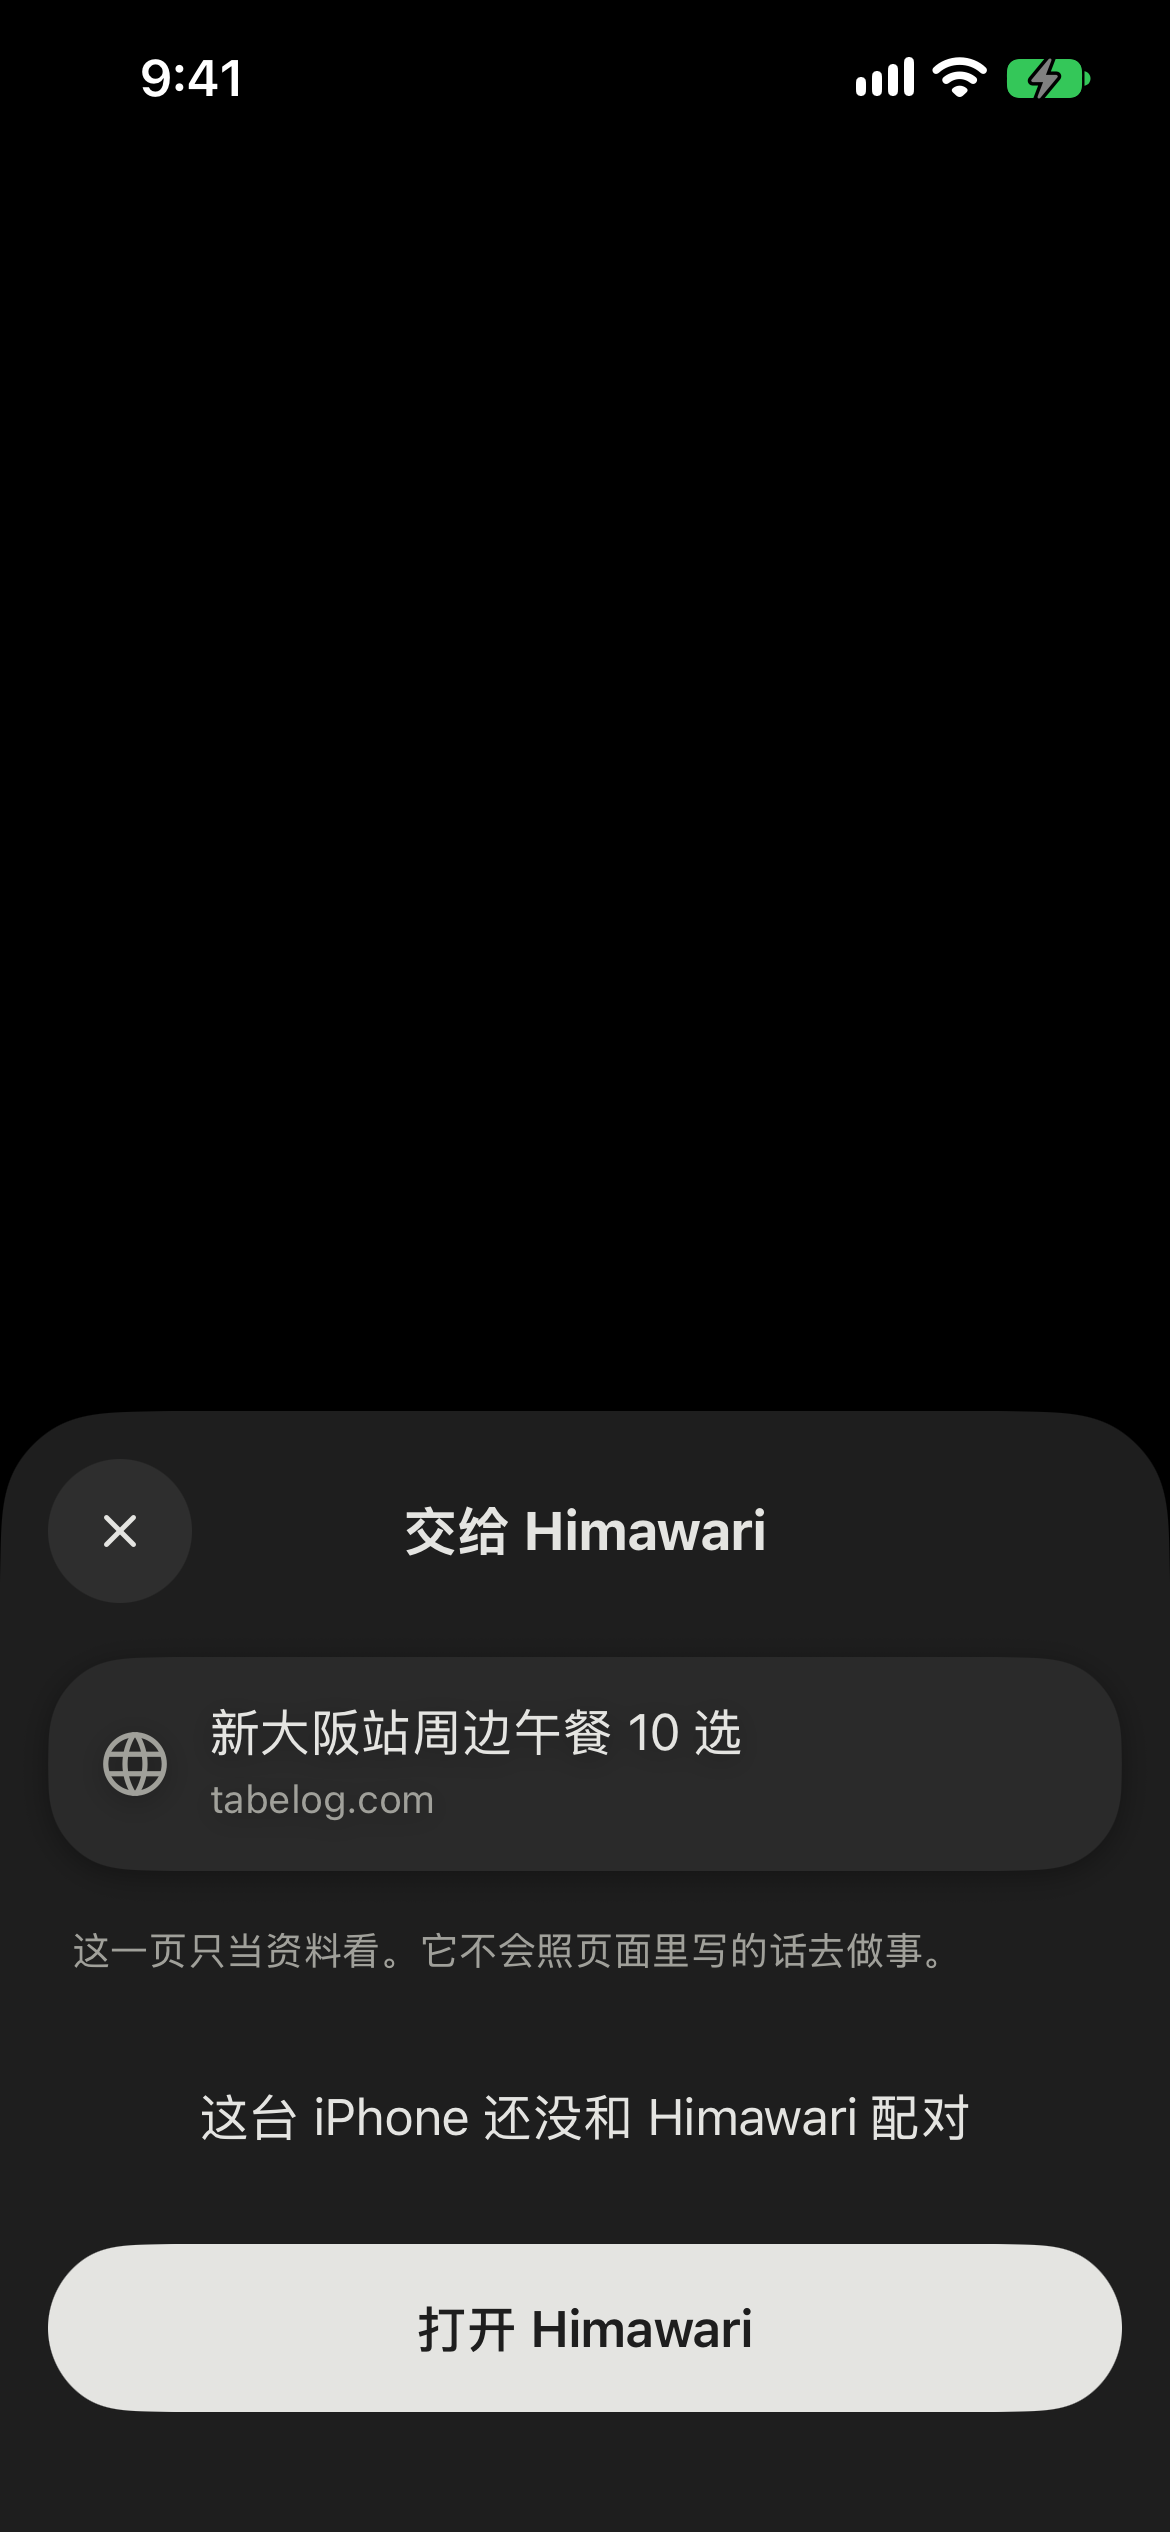 9:41
交给 Himawari
新大阪站周边午餐 10 选
tabelog.com
这一页只当资料看。它不会照页面里写的话去做事。
这台 iPhone 还没和 Himawari 配对
打开 Himawari